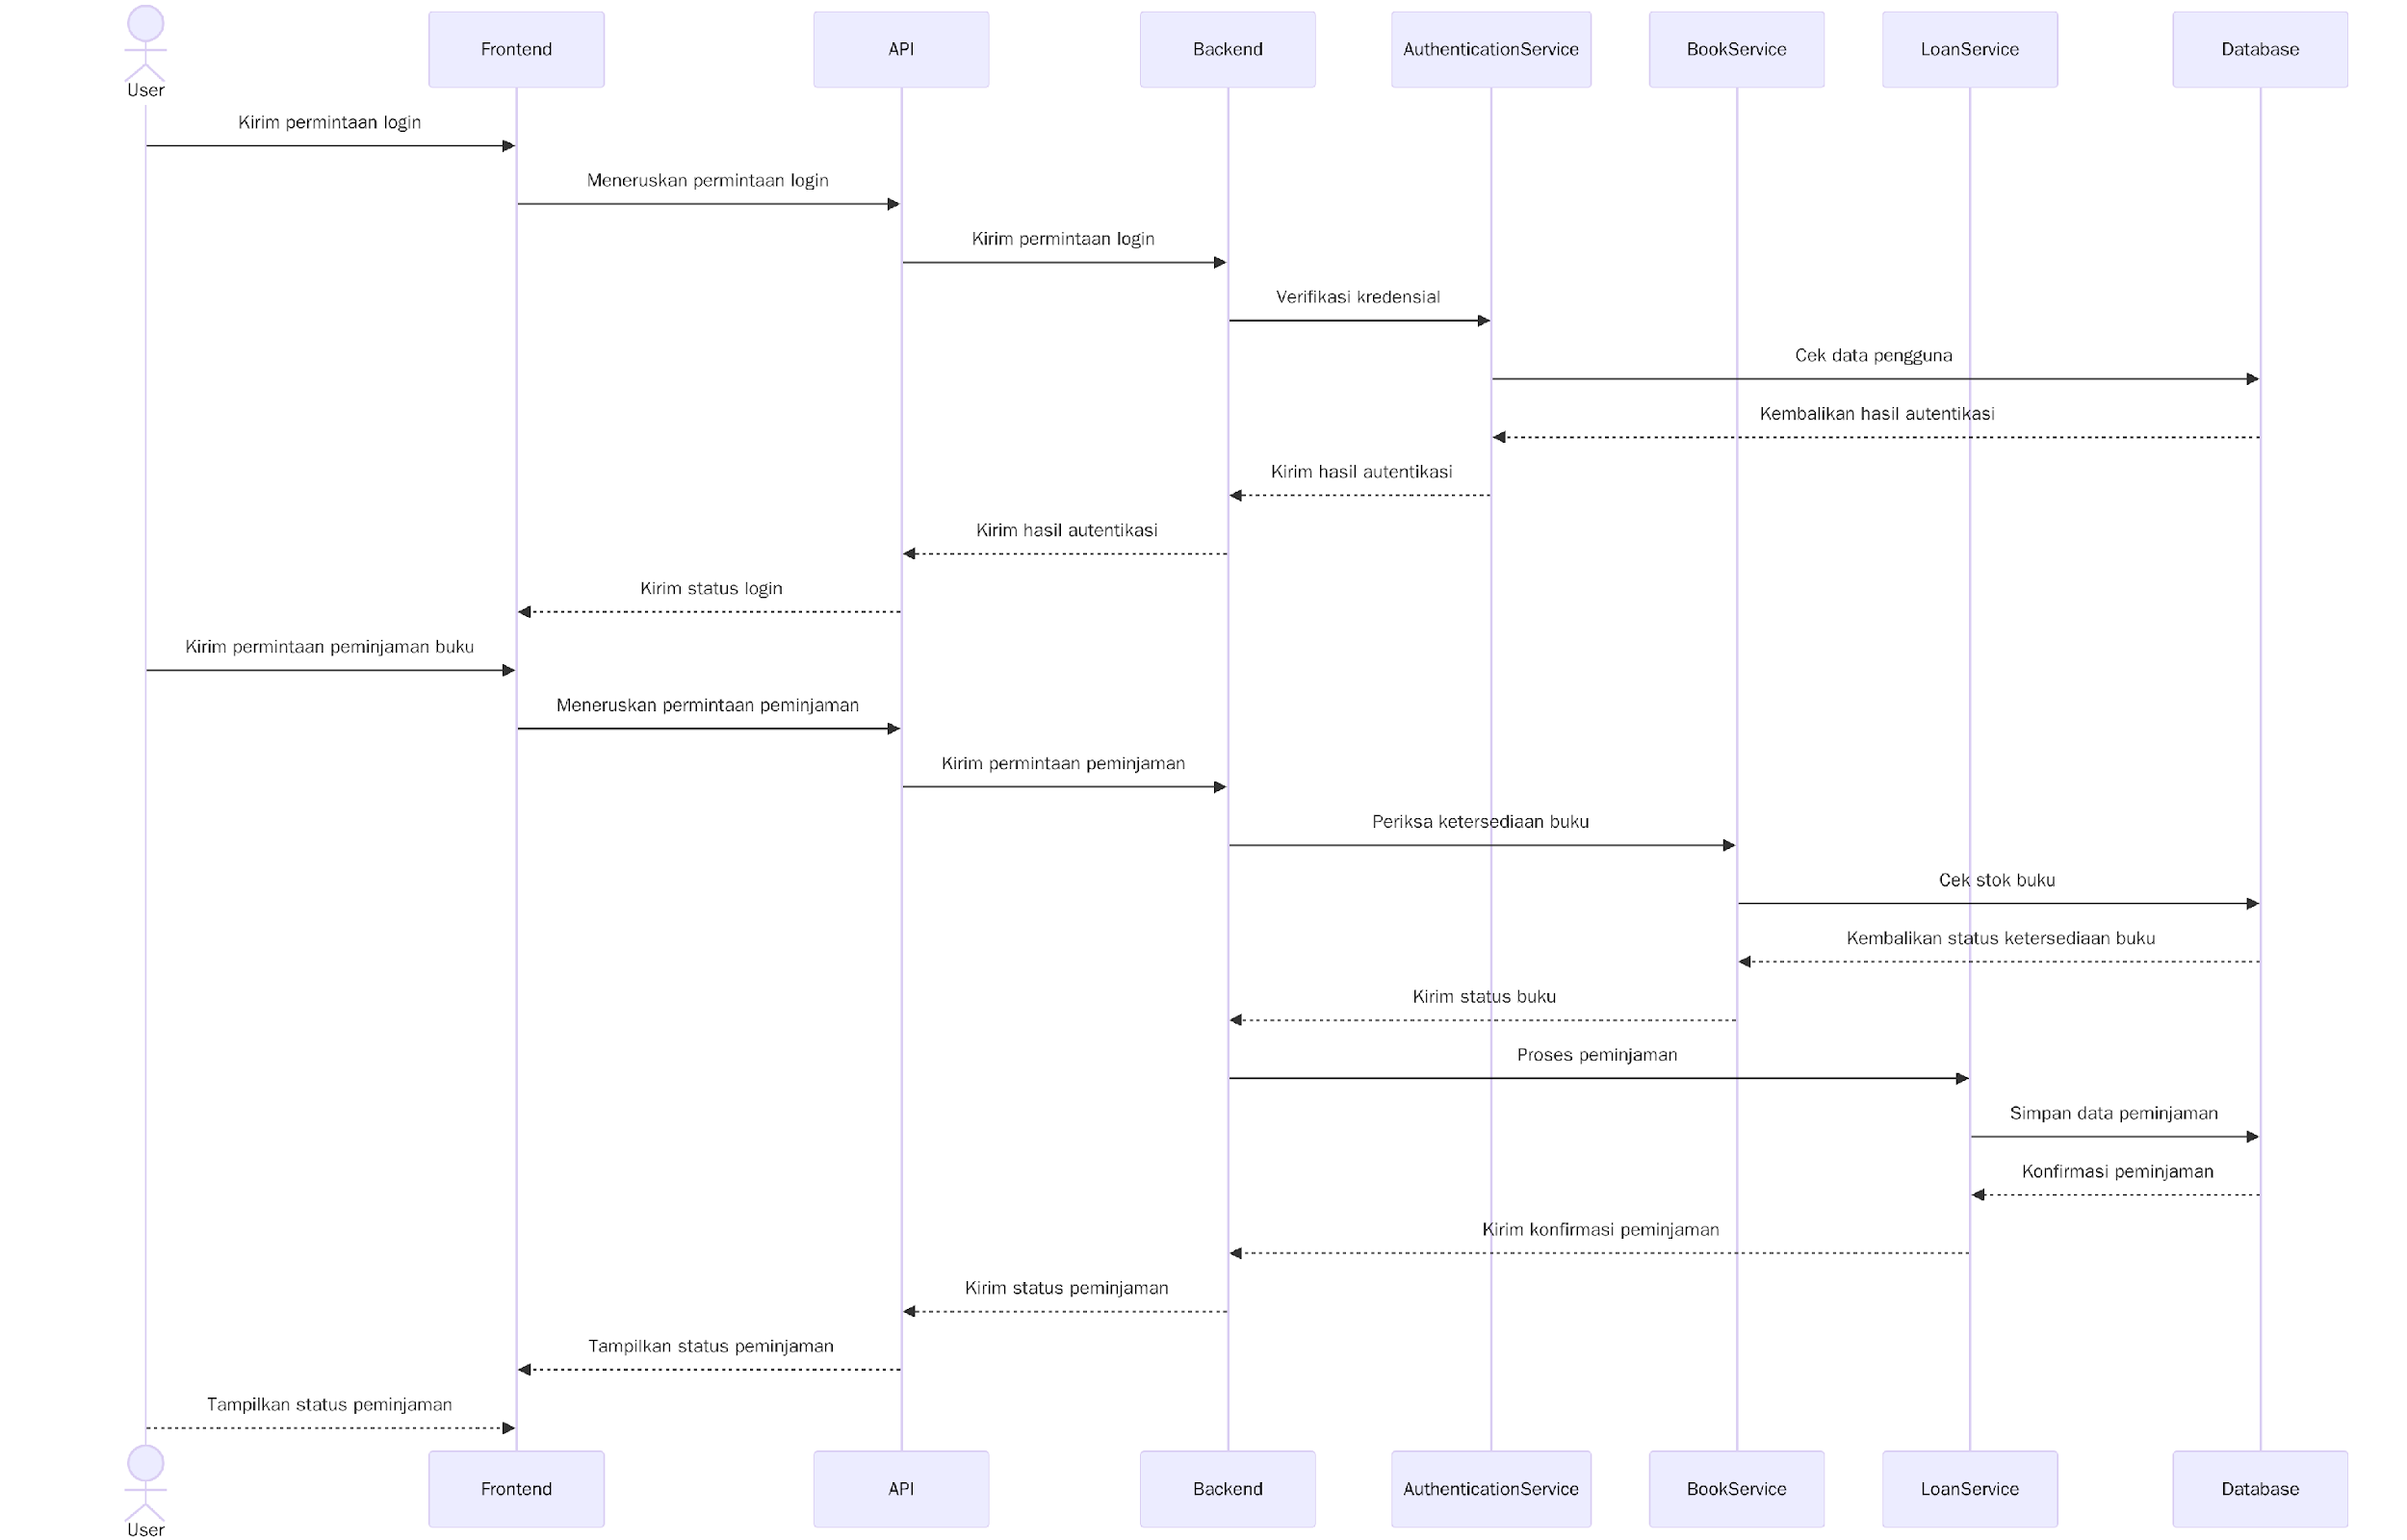 User
Frontend
API
Backend
AuthenticationService
BookService
LoanService
Database
Kirim permintaan login
Meneruskan permintaan login
Kirim permintaan login
Verifikasi kredensial
Cek data pengguna
Kembalikan hasil autentikasi
Kirim hasil autentikasi
Kirim hasil autentikasi
Kirim status login
Kirim permintaan peminjaman buku
Meneruskan permintaan peminjaman
Kirim permintaan peminjaman
Periksa ketersediaan buku
Cek stok buku
Kembalikan status ketersediaan buku
Kirim status buku
Proses peminjaman
Simpan data peminjaman
Konfirmasi peminjaman
Kirim konfirmasi peminjaman
Kirim status peminjaman
Tampilkan status peminjaman
Tampilkan status peminjaman
User
Frontend
API
Backend
AuthenticationService
BookService
LoanService
Database